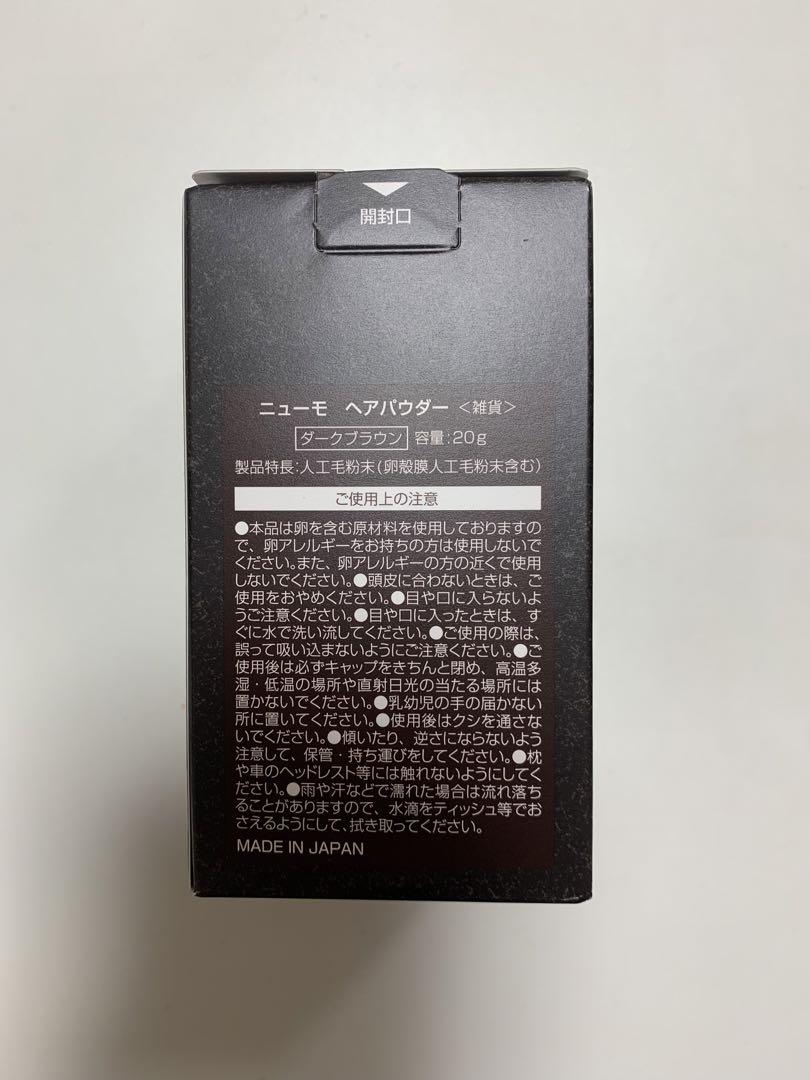 開封口
ニューモ ヘアパウダー <雑貨>
ダークブラウン 容量:20g
製品特長:人工毛粉末(卵殻膜人工毛粉末含む)
ご使用上の注意
●本品は卵を含む原材料を使用しておりますの
で、卵アレルギーをお持ちの方は使用しないで
ください。また、卵アレルギーの方の近くで使用
しないでください。●頭皮に合わないときは、ご
使用をおやめください。●目や口に入らないよ
うご注意ください。●目や口に入ったときは、す
ぐに水で洗い流してください。●ご使用の際は、
誤って吸い込まないようにご注意ください。●ご
使用後は必ずキャップをきちんと閉め、高温多
湿・低温の場所や直射日光の当たる場所には
置かないでください。●乳幼児の手の届かない
所に置いてください。●使用後はクシを通さな
いでください。●傾いたり、逆さにならないよう
注意して、保管・持ち運びをしてください。●枕
や車のヘッドレスト等には触れないようにしてく
ださい。●雨や汗などで濡れた場合は流れ落ち
ることがありますので、水滴をティッシュ等でお
さえるようにして、拭き取ってください。
MADE IN JAPAN